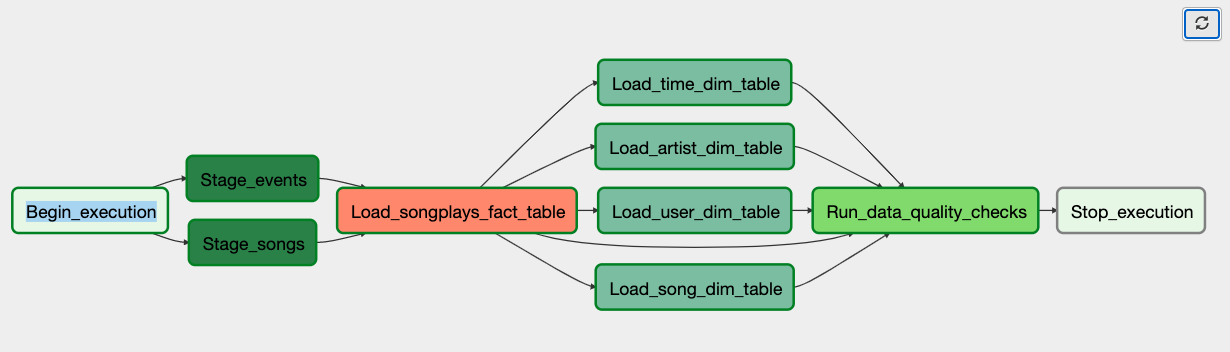 Begin_execution
Stage_events
Stage_songs
Load_songplays_fact_table
Load_time_dim_table
Load_artist_dim_table
Load_user_dim_table
Load_song_dim_table
Run_data_quality_checks
Stop_execution